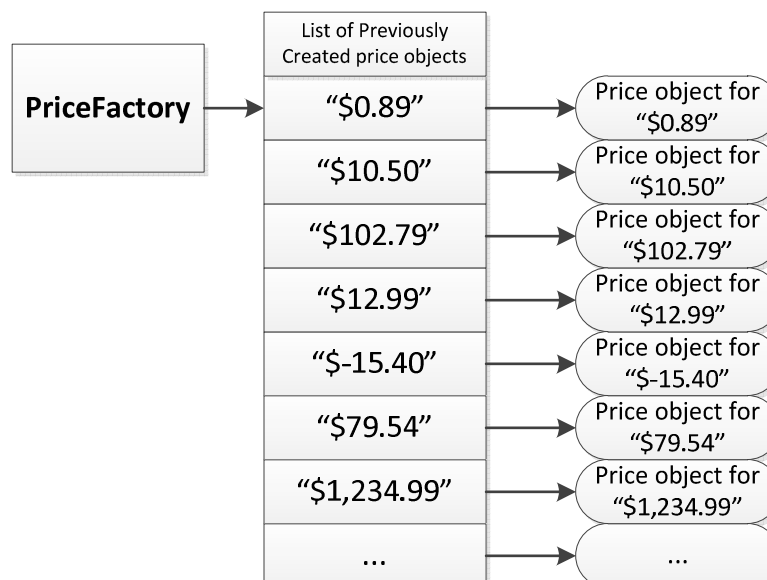 List of Previously
Created price objects
PriceFactory
“$0.89”
Price object for
“$0.89”
“$10.50”
Price object for
“$10.50”
“$102.79”
Price object for
“$102.79”
“$12.99”
Price object for
“$12.99”
“$-15.40”
Price object for
“$-15.40”
“$79.54”
Price object for
“$79.54”
“$1,234.99”
Price object for
“$1,234.99”
...
...